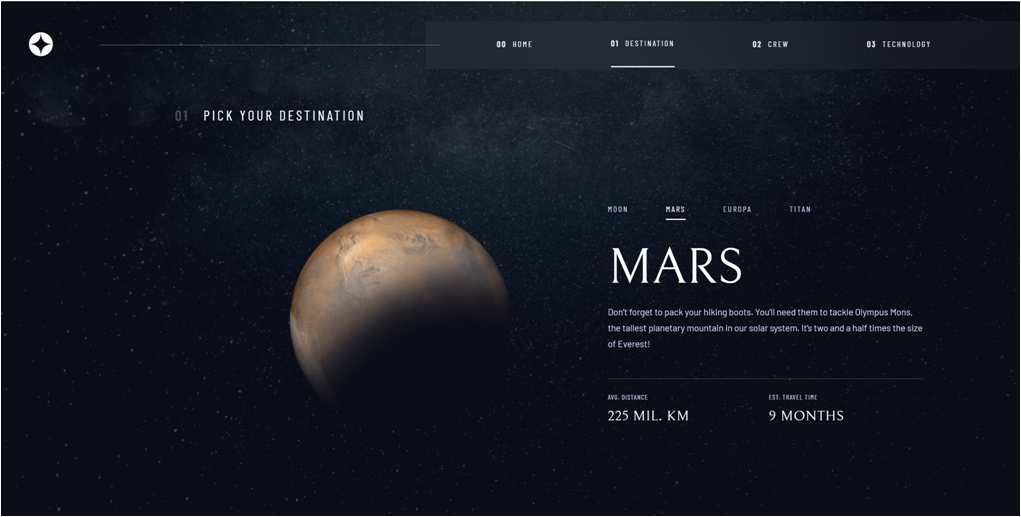 00 HOME
01 DESTINATION
02 CREW
03 TECHNOLOGY
01 PICK YOUR DESTINATION
MOON
MARS
EUROPA
TITAN
MARS
Don't forget to pack your hiking boots. You'll need them to tackle Olympus Mons,
the tallest planetary mountain in our solar system. It's two and a half times the size
of Everest!
AVG. DISTANCE
EST. TRAVEL TIME
225 MIL. KM
9 MONTHS